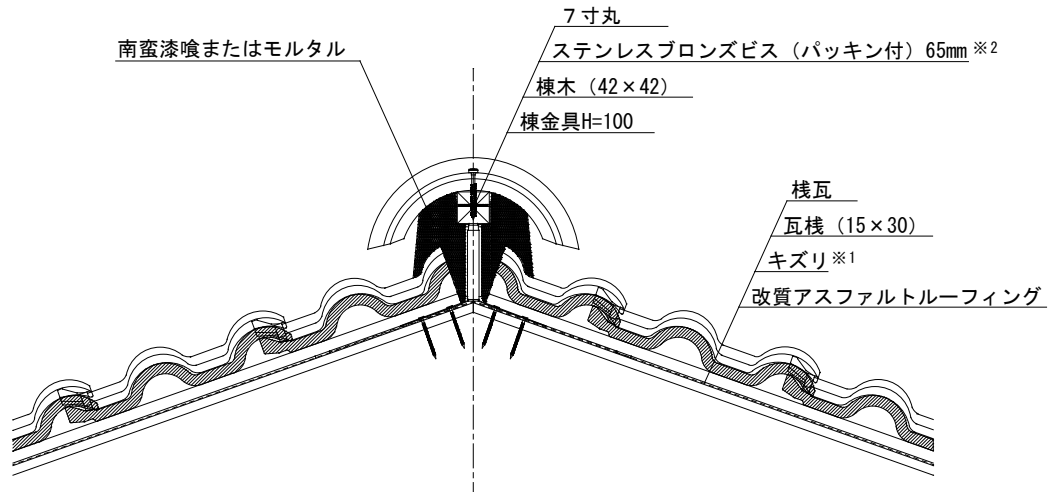 7寸丸
南蛮漆喰またはモルタル
ステンレスブロンズビス（パッキン付）65mm ※2
棟木（42×42）
棟金具H=100
桟瓦
瓦桟（15×30）
キズリ※1
改質アスファルトルーフィング